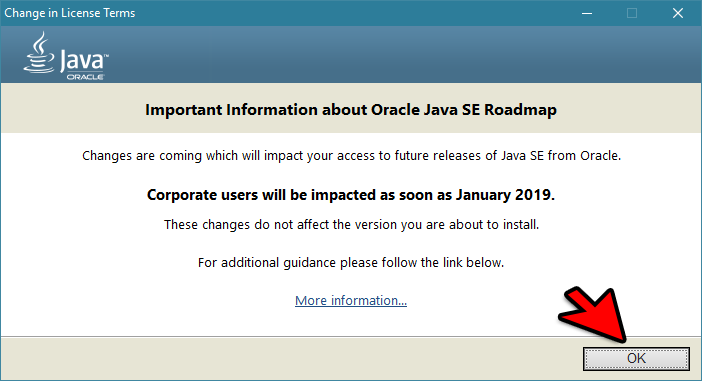 Change in License Terms
Java™
ORACLE
Important Information about Oracle Java SE Roadmap
Changes are coming which will impact your access to future releases of Java SE from Oracle.
Corporate users will be impacted as soon as January 2019.
These changes do not affect the version you are about to install.
For additional guidance please follow the link below.
More information...
OK